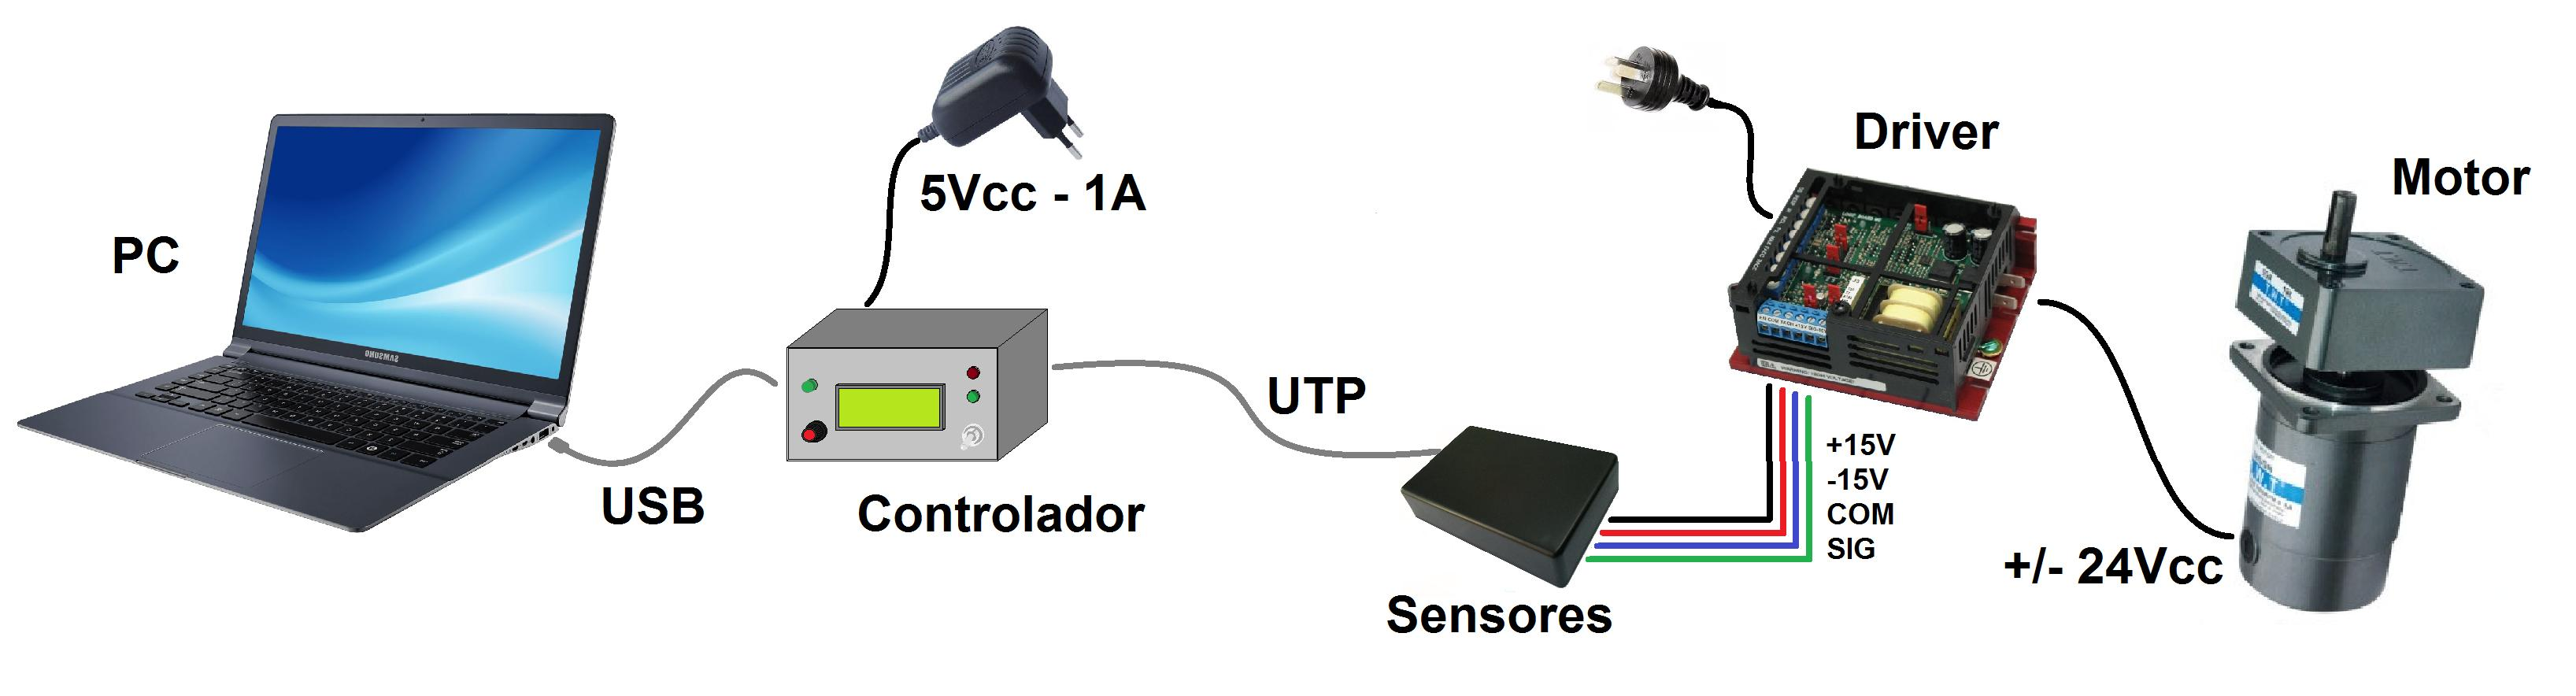 PC
SAMSUNG
USB
5Vcc - 1A
Controlador
UTP
Sensores
Driver
+15V
-15V
COM
SIG
+/- 24Vcc
Motor